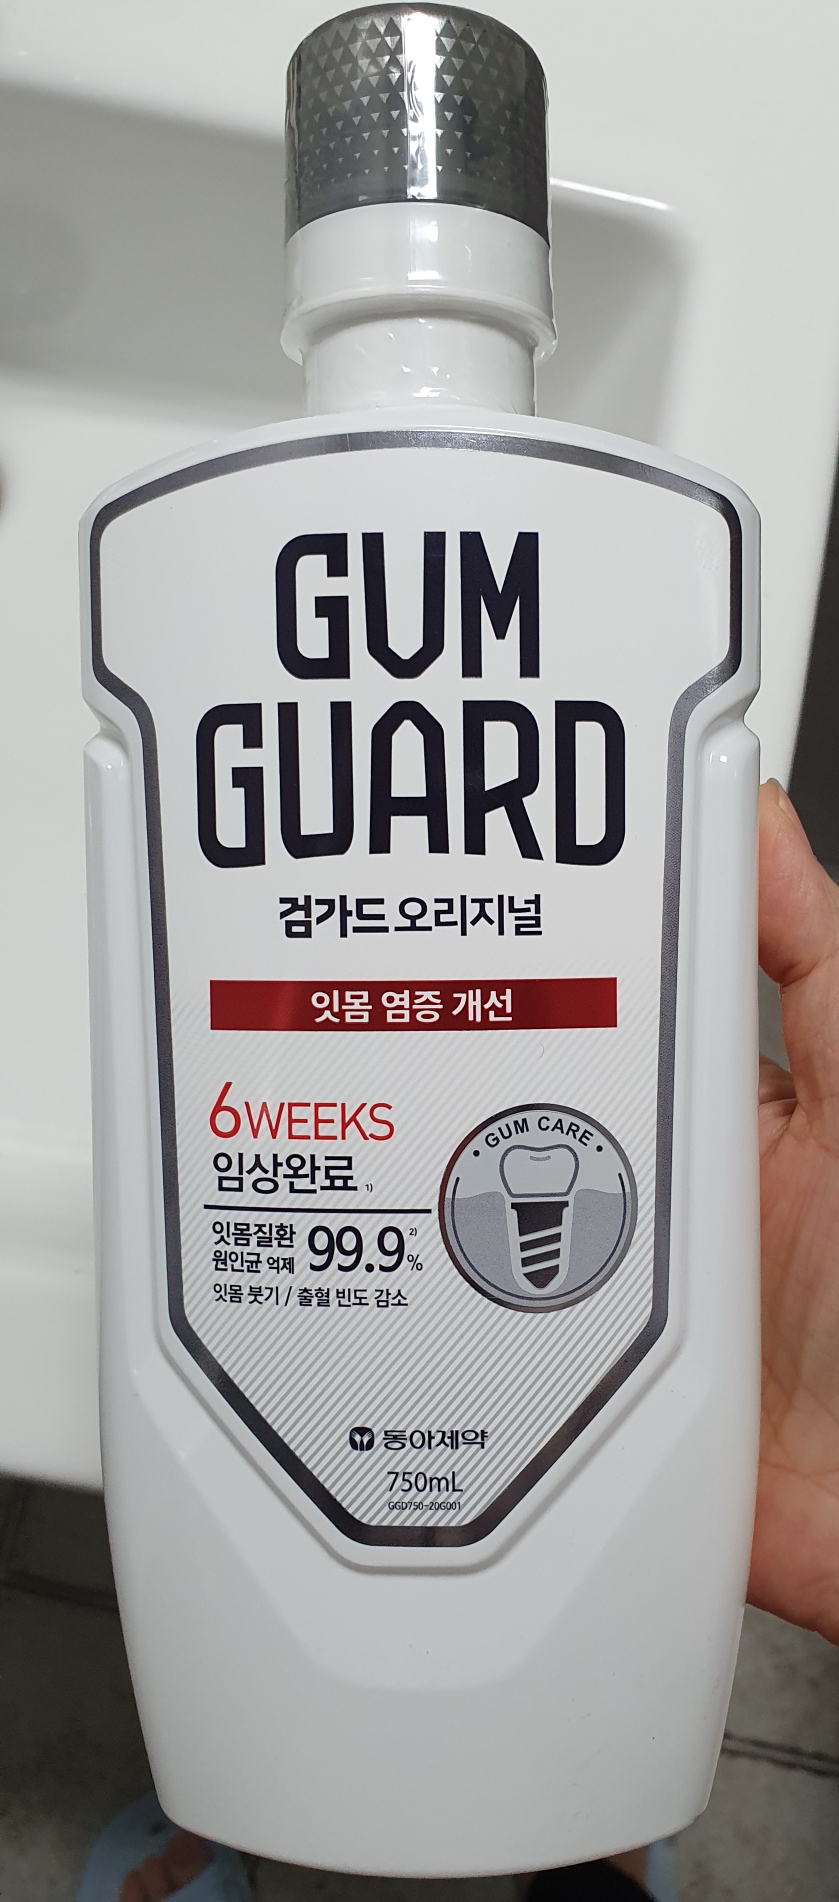 GUM
GUARD
검가드 오리지널
잇몸 염증 개선
6WEEKS
임상완료 1)
잇몸질환
원인균 억제
99.9% 2)
잇몸 붓기 / 출혈 빈도 감소
• GUM CARE •
동아제약
750mL
GGD750-20G001